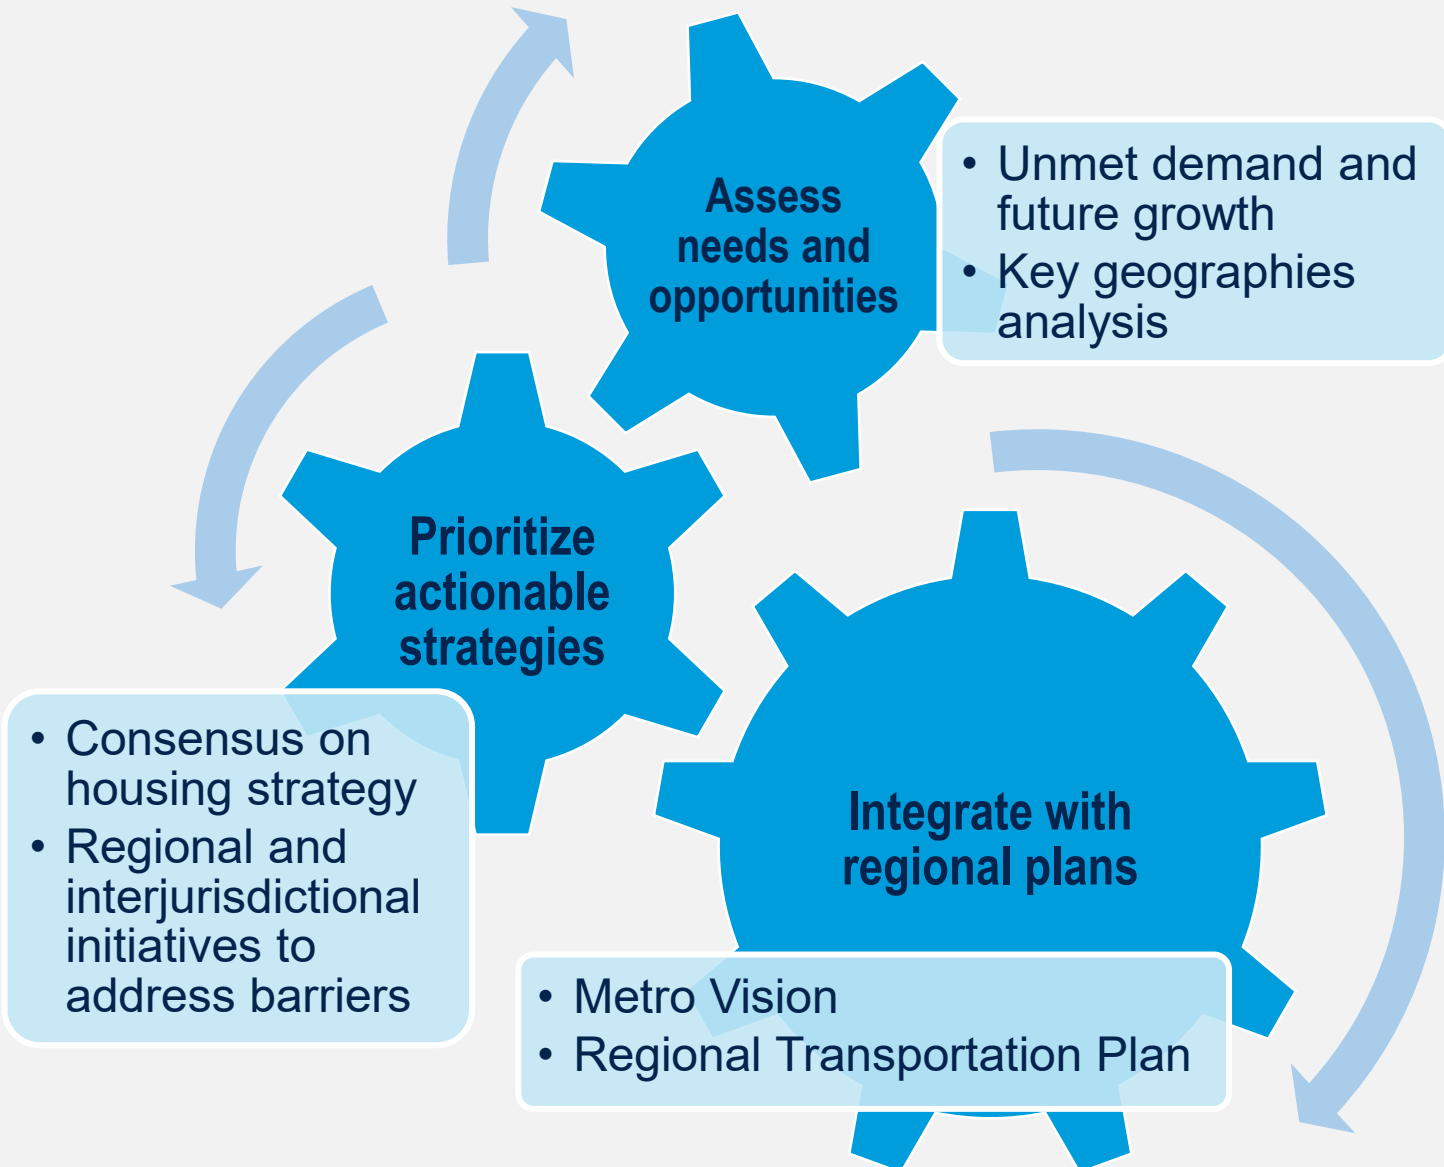 Assess
needs and
opportunities
• Unmet demand and
future growth
• Key geographies
analysis
Prioritize
actionable
strategies
• Consensus on
housing strategy
• Regional and
interjurisdictional
initiatives to
address barriers
Integrate with
regional plans
• Metro Vision
• Regional Transportation Plan